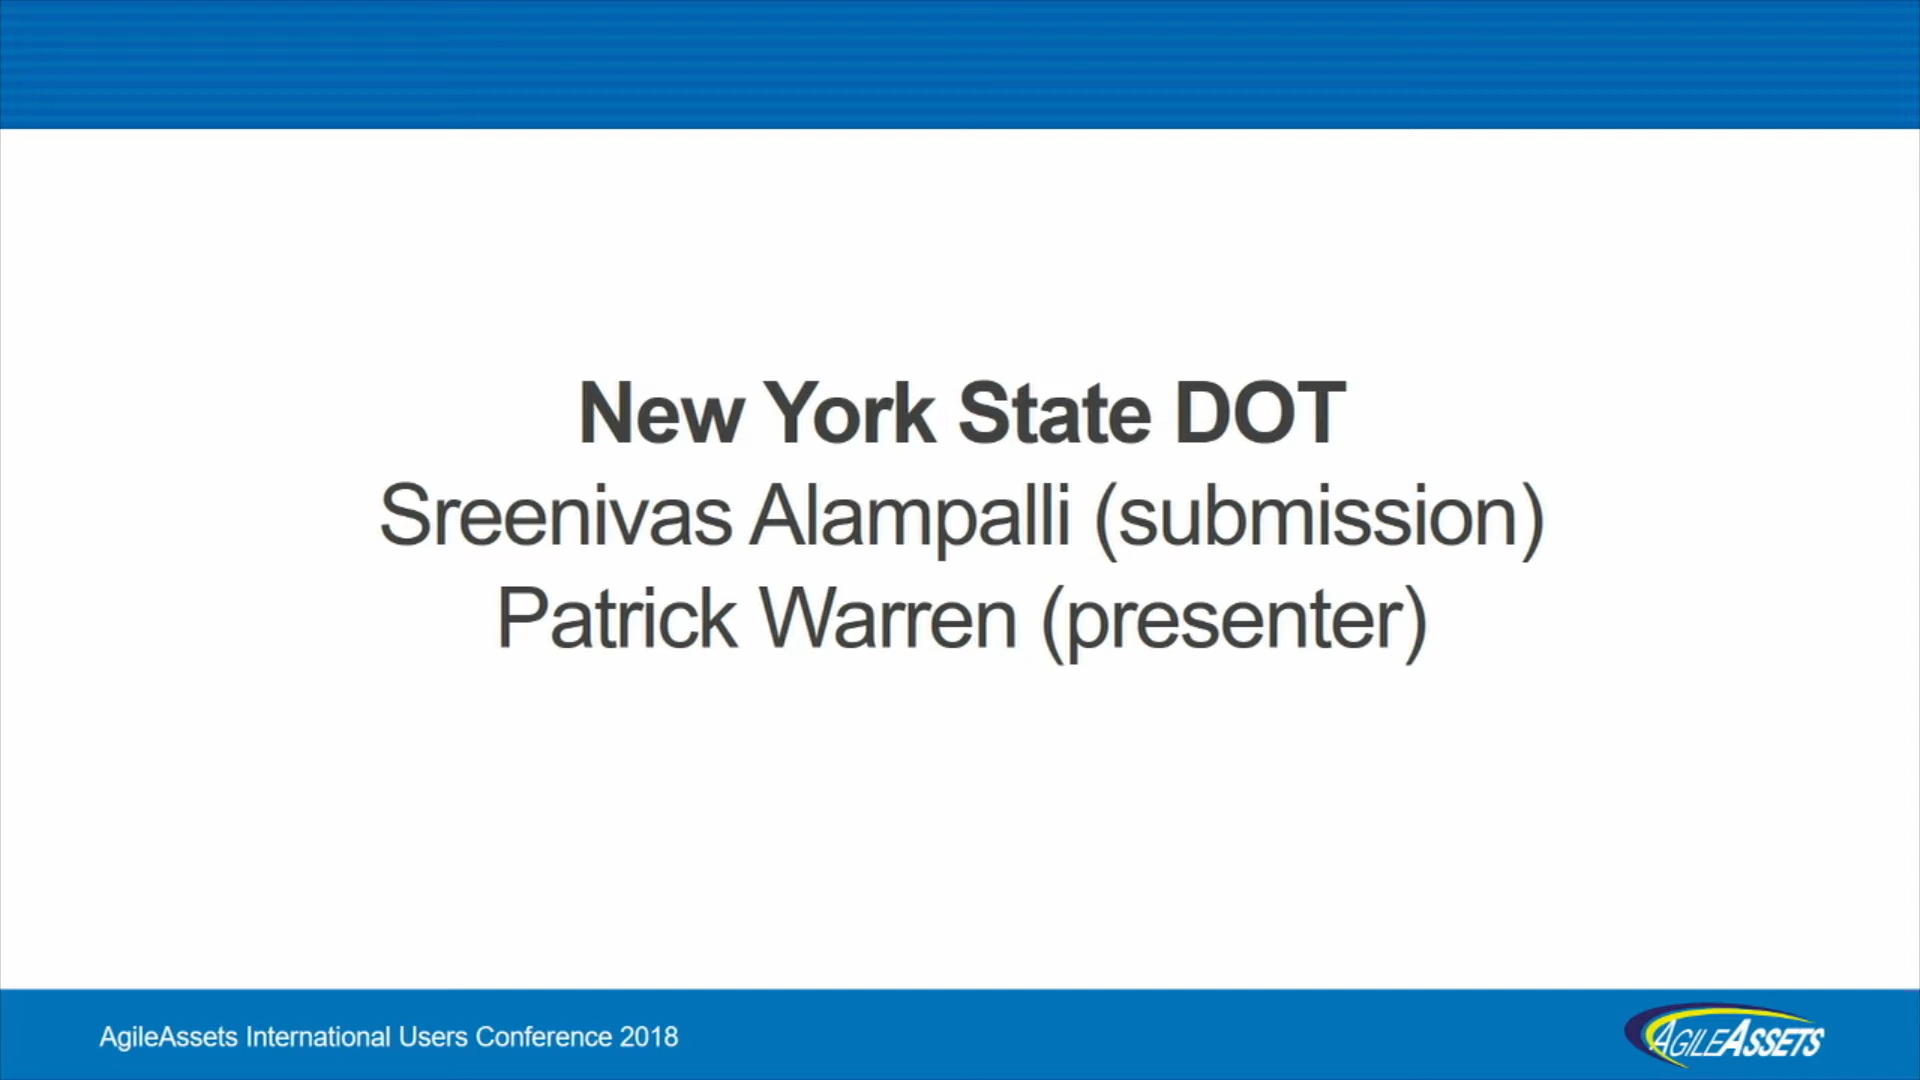 New York State DOT
Sreenivas Alampalli (submission)
Patrick Warren (presenter)
AgileAssets International Users Conference 2018
AGILEASSETS